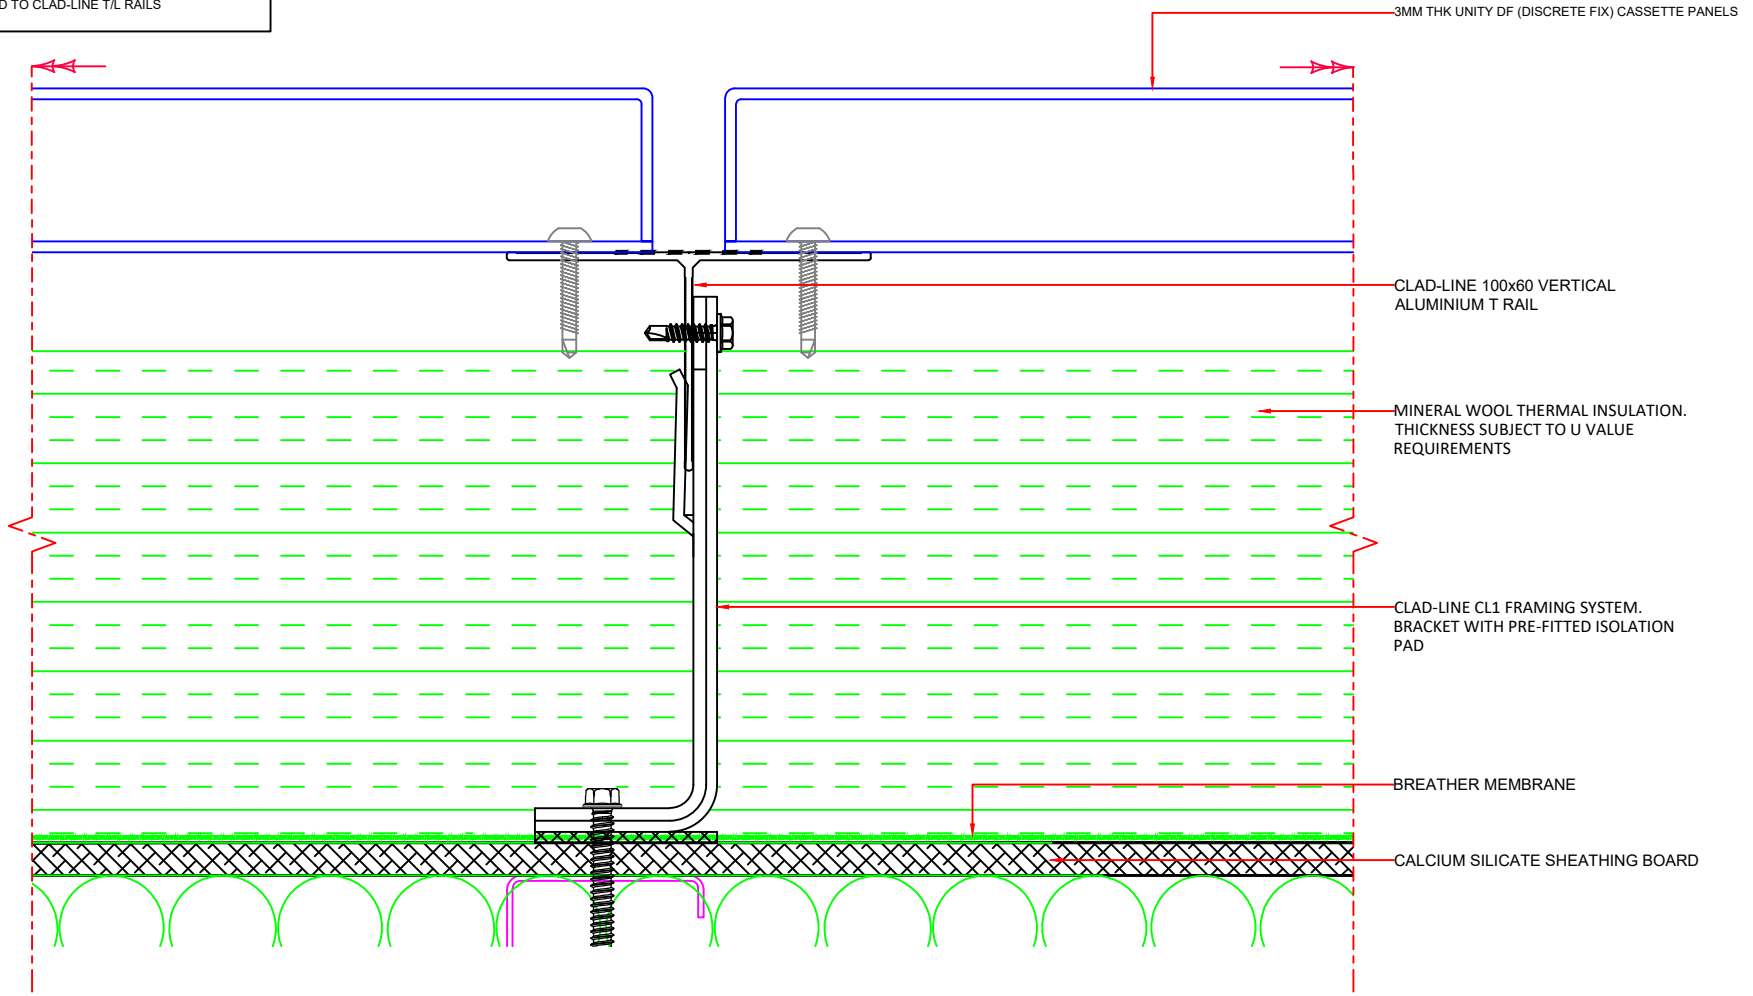 TO CLAD-LINE T/L RAILS
3MM THK UNITY DF (DISCRETE FIX) CASSETTE PANELS
CLAD-LINE 100x60 VERTICAL
ALUMINIUM T RAIL
MINERAL WOOL THERMAL INSULATION.
THICKNESS SUBJECT TO U VALUE
REQUIREMENTS
CLAD-LINE CL1 FRAMING SYSTEM.
BRACKET WITH PRE-FITTED ISOLATION
PAD
BREATHER MEMBRANE
CALCIUM SILICATE SHEATHING BOARD